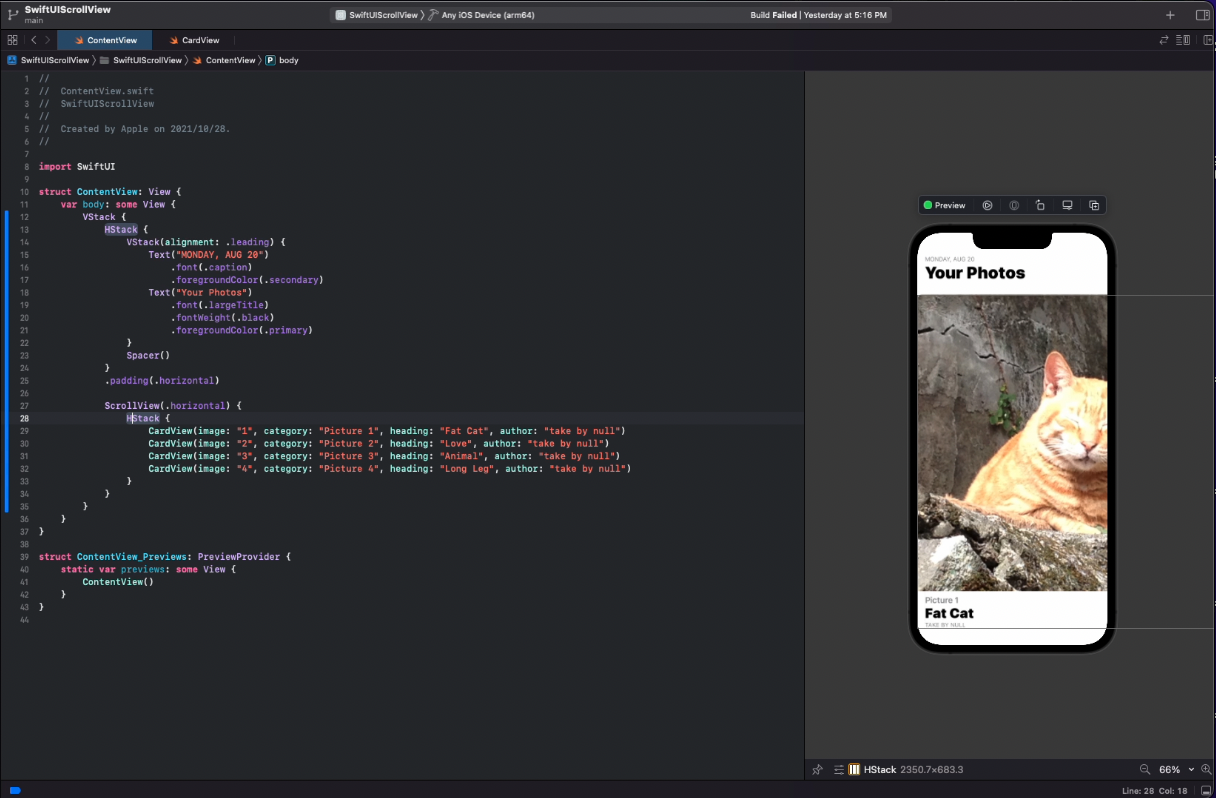 SwiftUIScrollView
main
SwiftUIScrollView 〉 Any iOS Device (arm64)
Build Failed | Yesterday at 5:16 PM
ContentView
CardView
SwiftUIScrollView 〉 SwiftUIScrollView 〉 ContentView 〉 P body
1 //
2 //  ContentView.swift
3 //  SwiftUIScrollView
4 //
5 //  Created by Apple on 2021/10/28.
6 //
7
8 import SwiftUI
9
10 struct ContentView: View {
11     var body: some View {
12         VStack {
13             HStack {
14                 VStack(alignment: .leading) {
15                     Text("MONDAY, AUG 20")
16                         .font(.caption)
17                         .foregroundColor(.secondary)
18                     Text("Your Photos")
19                         .font(.largeTitle)
20                         .fontWeight(.black)
21                         .foregroundColor(.primary)
22                 }
23                 Spacer()
24             }
25             .padding(.horizontal)
26
27             ScrollView(.horizontal) {
28                 HStack {
29                     CardView(image: "1", category: "Picture 1", heading: "Fat Cat", author: "take by null")
30                     CardView(image: "2", category: "Picture 2", heading: "Love", author: "take by null")
31                     CardView(image: "3", category: "Picture 3", heading: "Animal", author: "take by null")
32                     CardView(image: "4", category: "Picture 4", heading: "Long Leg", author: "take by null")
33                 }
34             }
35         }
36     }
37 }
38
39 struct ContentView_Previews: PreviewProvider {
40     static var previews: some View {
41         ContentView()
42     }
43 }
44
Preview
MONDAY, AUG 20
Your Photos
Picture 1
Fat Cat
TAKE BY NULL
HStack 2350.7×683.3
66%
Line: 28 Col: 18